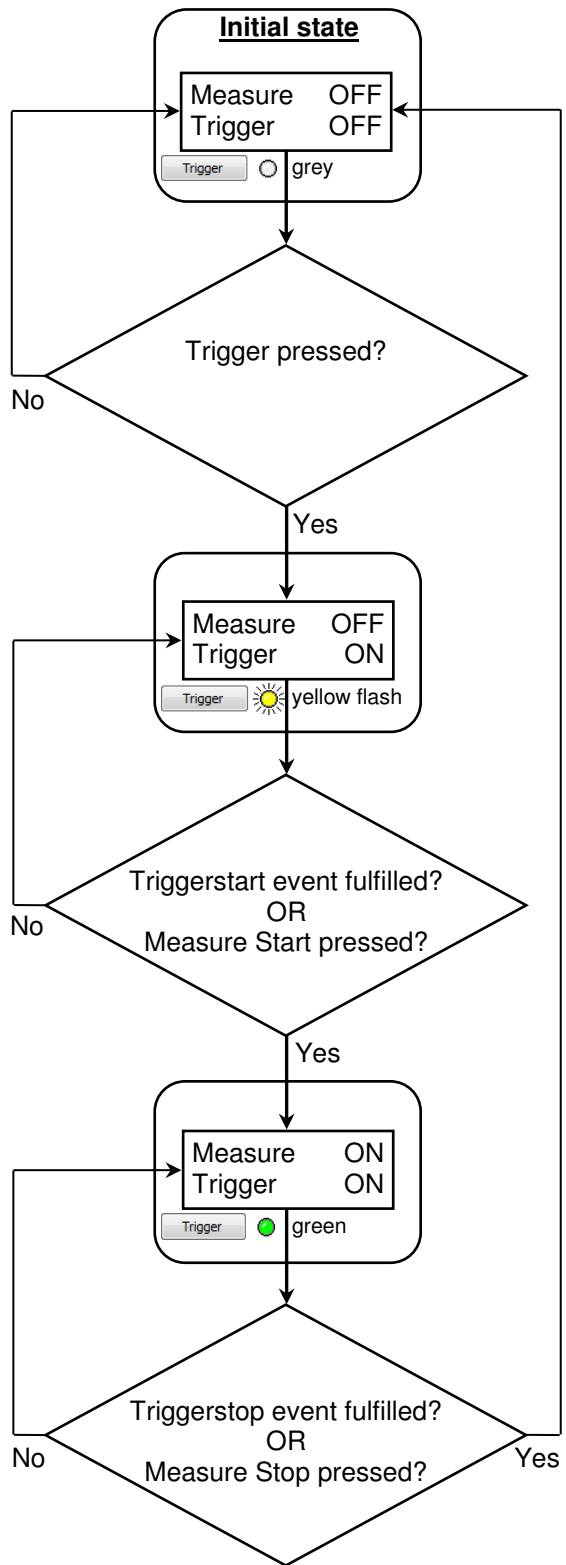 Initial state
Measure OFF
Trigger OFF
Trigger grey
Trigger pressed?
No
Yes
Measure OFF
Trigger ON
Trigger yellow flash
Triggerstart event fulfilled?
OR
Measure Start pressed?
No
Yes
Measure ON
Trigger ON
Trigger green
Triggerstop event fulfilled?
OR
Measure Stop pressed?
No Yes